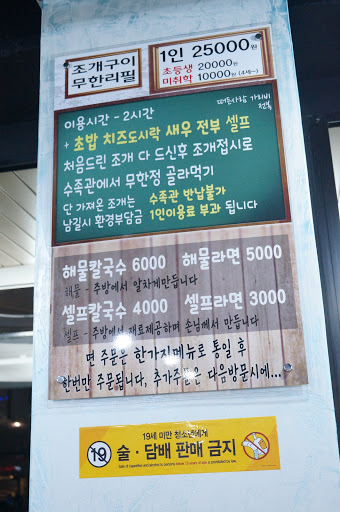 조개구이
무한리필
1인 25000원
초등생 20000원
미취학 10000원 (4세~)
이용시간 - 2시간
가리비
전복
+ 초밥 치즈도시락 새우 전부 셀프
처음드린 조개 다 드신후 조개접시로
수족관에서 무한정 골라먹기
단 가져온 조개는 수족관 반납불가
남길시 환경부담금 1인이용료 부과 됩니다
해물칼국수 6000 해물라면 5000
해물 - 주방에서 알차게만듭니다
셀프칼국수 4000 셀프라면 3000
셀프 - 주방에서 재료제공하며 손님께서 만듭니다
면 주문은 한가지메뉴로 통일 후
한번만 주문됩니다, 추가주문은 다음방문시에...
19세 미만 청소년에게
19 술·담배 판매 금지